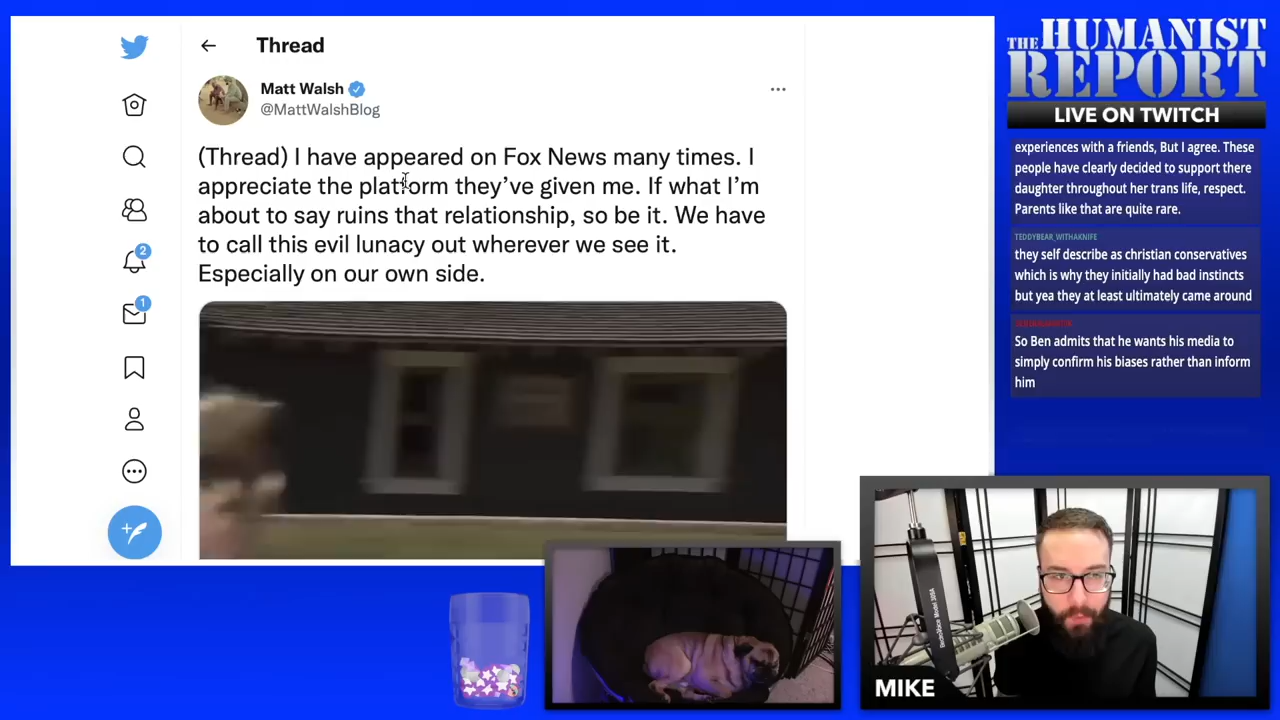 Thread
Matt Walsh
@MattWalshBlog
(Thread) I have appeared on Fox News many times. I
appreciate the platform they've given me. If what I'm
about to say ruins that relationship, so be it. We have
to call this evil lunacy out wherever we see it.
Especially on our own side.
2
1
THE HUMANIST
REPORT
LIVE ON TWITCH
experiences with a friends, But I agree. These
people have clearly decided to support there
daughter throughout her trans life, respect.
Parents like that are quite rare.
TEDDYBEAR_WITHAKNIFE
they self describe as christian conservatives
which is why they initially had bad instincts
but yea they at least ultimately came around
So Ben admits that he wants his media to
simply confirm his biases rather than inform
him
MIKE